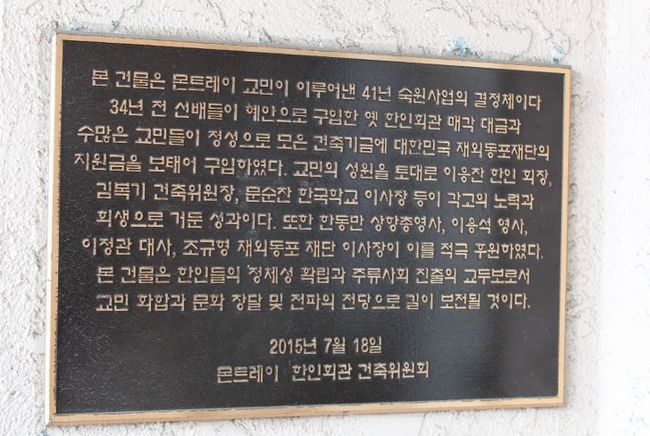 본 건물은 몬트레이 교민이 이루어낸 41년 숙원사업의 결정체이다
34년 전 선배들이 혜안으로 구입한 옛 한인회관 매각 대금과
수많은 교민들이 정성으로 모은 건축기금에 대한민국 재외동포재단의
지원금을 보태어 구입하였다. 교민의 성원을 토대로 이응찬 한인 회장,
김복기 건축위원장, 문순찬 한국학교 이사장 등이 각고의 노력과
희생으로 거둔 성과이다. 또한 한동만 상항총영사, 이용석 영사,
이정관 대사, 조규형 재외동포 재단 이사장이 이를 적극 후원하였다.
본 건물은 한인들의 정체성 확립과 주류사회 진출의 교두보로서
교민 화합과 문화 창달 및 전파의 전당으로 길이 보전될 것이다.
2015년 7월 18일
몬트레이 한인회관 건축위원회